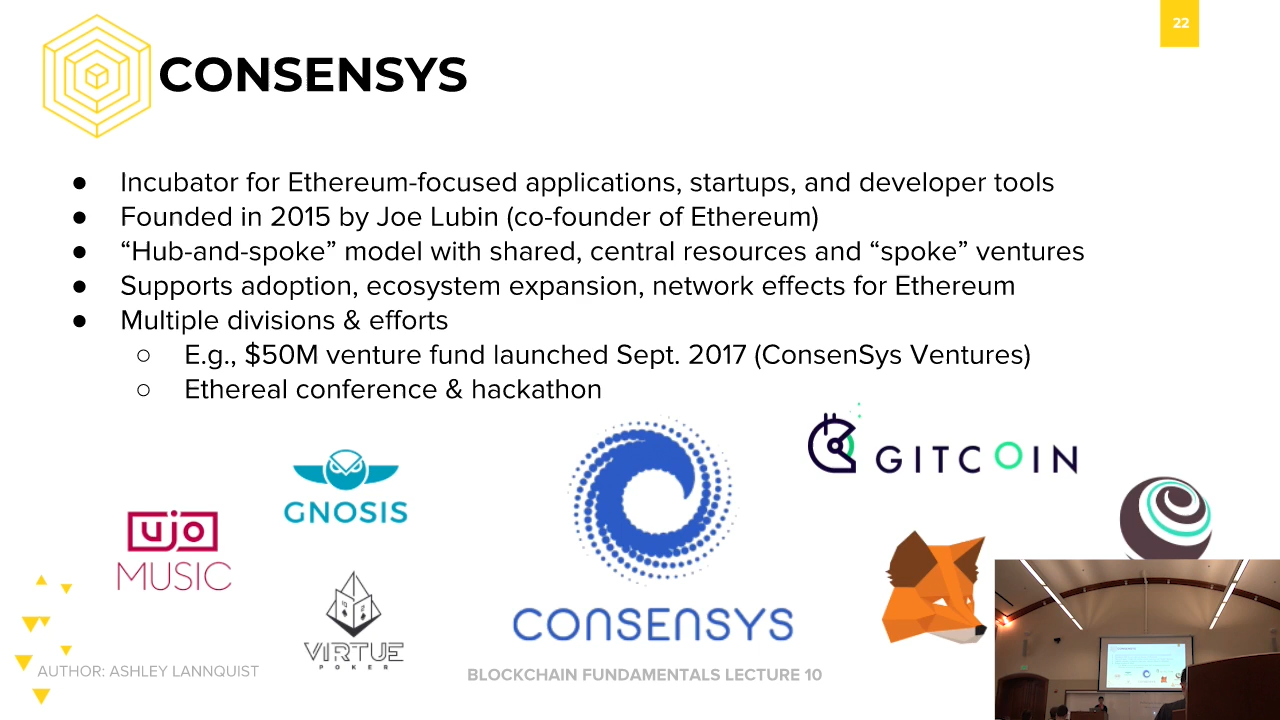 22
CONSENSYS
● Incubator for Ethereum-focused applications, startups, and developer tools
● Founded in 2015 by Joe Lubin (co-founder of Ethereum)
● “Hub-and-spoke” model with shared, central resources and “spoke” ventures
● Supports adoption, ecosystem expansion, network effects for Ethereum
● Multiple divisions & efforts
○ E.g., $50M venture fund launched Sept. 2017 (ConsenSys Ventures)
○ Ethereal conference & hackathon
GITCOIN
GNOSIS
ujo
MUSIC
CONSENSYS
VIRTUE
POKER
AUTHOR: ASHLEY LANNQUIST
BLOCKCHAIN FUNDAMENTALS LECTURE 10